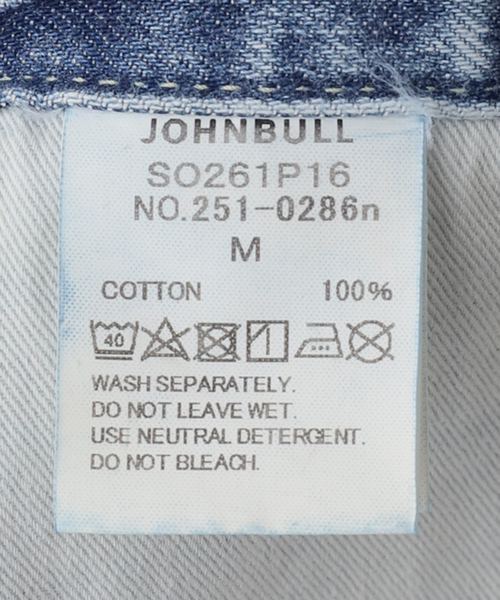 JOHNBULL
SO261P16
NO.251-0286n
M
COTTON 100%
40
WASH SEPARATELY.
DO NOT LEAVE WET.
USE NEUTRAL DETERGENT.
DO NOT BLEACH.